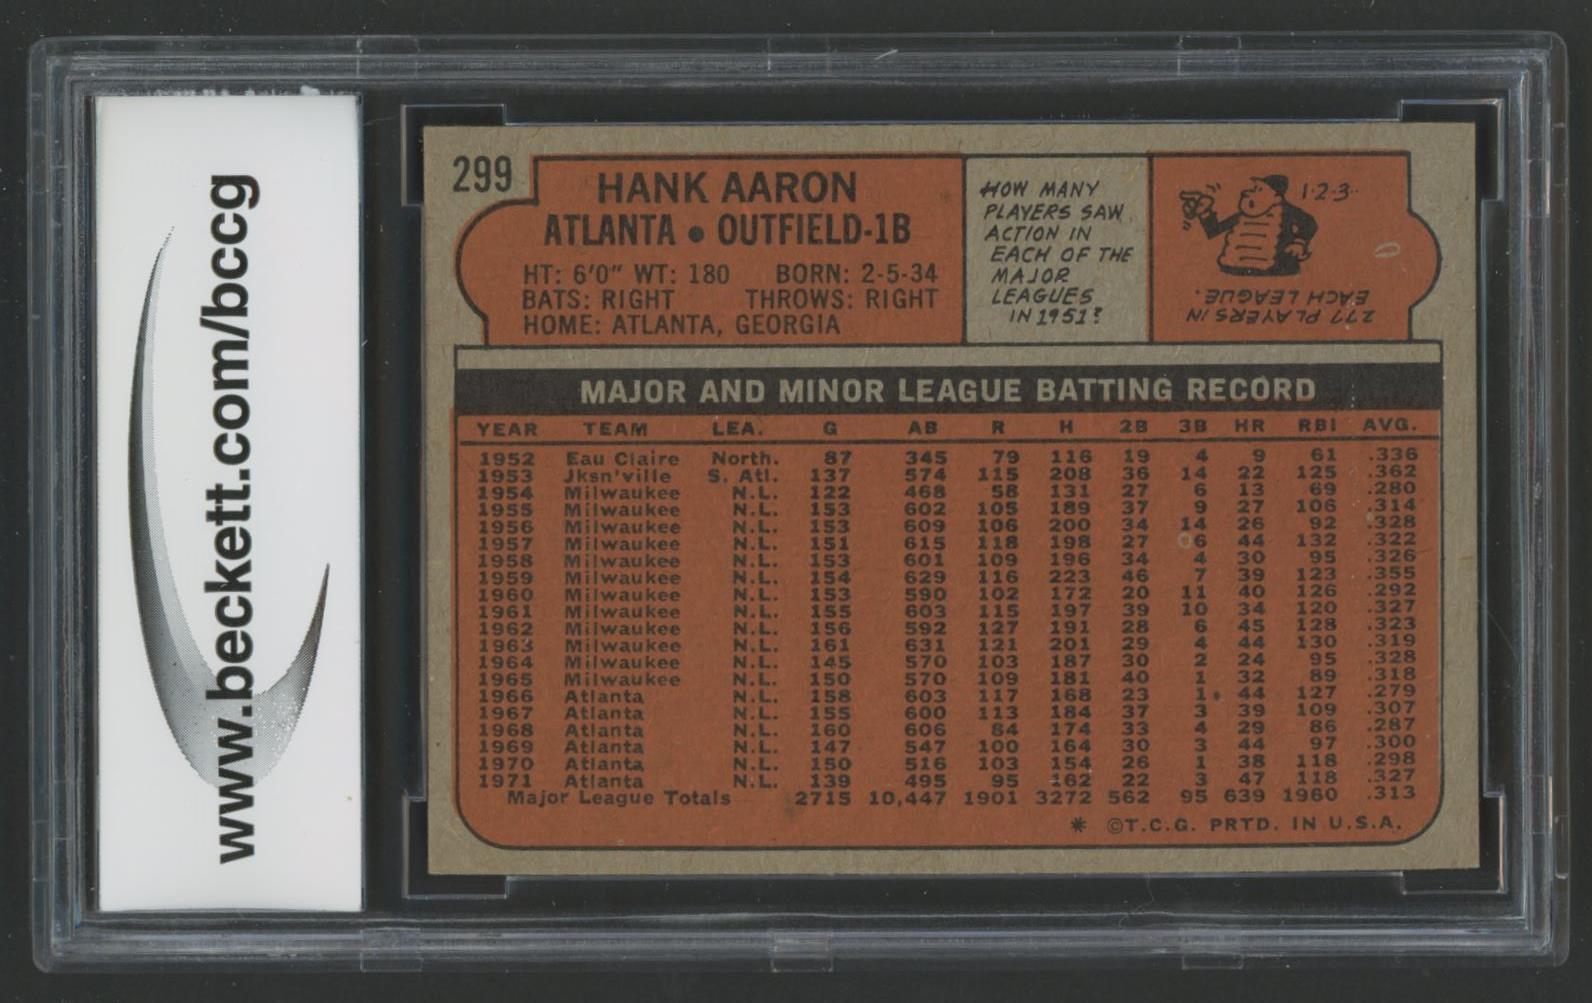 www.beckett.com/bccg
299
HANK AARON
ATLANTA • OUTFIELD-1B
HT: 6'0" WT: 180 BORN: 2-5-34
BATS: RIGHT THROWS: RIGHT
HOME: ATLANTA, GEORGIA
HOW MANY
PLAYERS SAW
ACTION IN
EACH OF THE
MAJOR
LEAGUES
IN 1951?
1-2-3-
277 PLAYERS IN
EACH LEAGUE.
MAJOR AND MINOR LEAGUE BATTING RECORD
YEAR TEAM LEA. G AB R H 2B 3B HR RBI AVG.
1952 Eau Claire North. 87 345 79 116 19 4 9 61 .336
1953 Jksn'ville S. Atl. 137 574 115 208 36 14 22 125 .362
1954 Milwaukee N.L. 122 468 58 131 27 6 13 69 .280
1955 Milwaukee N.L. 153 602 105 189 37 9 27 106 .314
1956 Milwaukee N.L. 153 609 106 200 34 14 26 92 .328
1957 Milwaukee N.L. 151 615 118 198 27 6 44 132 .322
1958 Milwaukee N.L. 153 601 109 196 34 4 30 95 .326
1959 Milwaukee N.L. 154 629 116 223 46 7 39 123 .355
1960 Milwaukee N.L. 153 590 102 172 20 11 40 126 .292
1961 Milwaukee N.L. 155 603 115 197 39 10 34 120 .327
1962 Milwaukee N.L. 156 592 127 191 28 6 45 128 .323
1963 Milwaukee N.L. 161 631 121 201 29 4 44 130 .319
1964 Milwaukee N.L. 145 570 103 187 30 2 24 95 .328
1965 Milwaukee N.L. 150 570 109 181 40 1 32 89 .318
1966 Atlanta N.L. 158 603 117 168 23 1 44 127 .279
1967 Atlanta N.L. 155 600 113 184 37 3 39 109 .307
1968 Atlanta N.L. 160 606 84 174 33 4 29 86 .287
1969 Atlanta N.L. 147 547 100 164 30 3 44 97 .300
1970 Atlanta N.L. 150 516 103 154 26 1 38 118 .298
1971 Atlanta N.L. 139 495 95 162 22 3 47 118 .327
Major League Totals 2715 10,447 1901 3272 562 95 639 1960 .313
* ©T.C.G. PRTD. IN U.S.A.